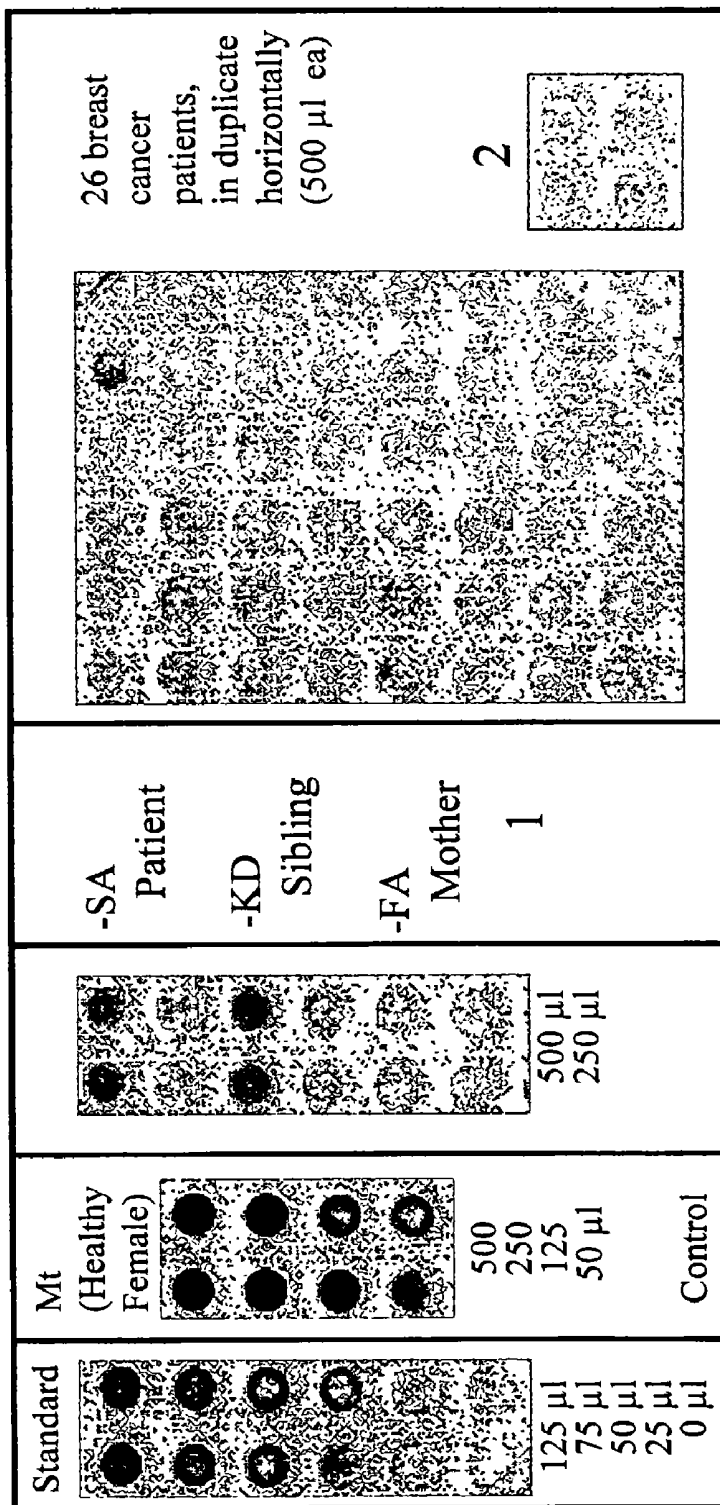 Standard
125 µl
75 µl
50 µl
25 µl
0 µl
Mt
(Healthy
Female)
500
250
125
50 µl
Control
500 µl
250 µl
-SA
Patient
-KD
Sibling
-FA
Mother
1
26 breast
cancer
patients,
in duplicate
horizontally
(500 µl ea)
2